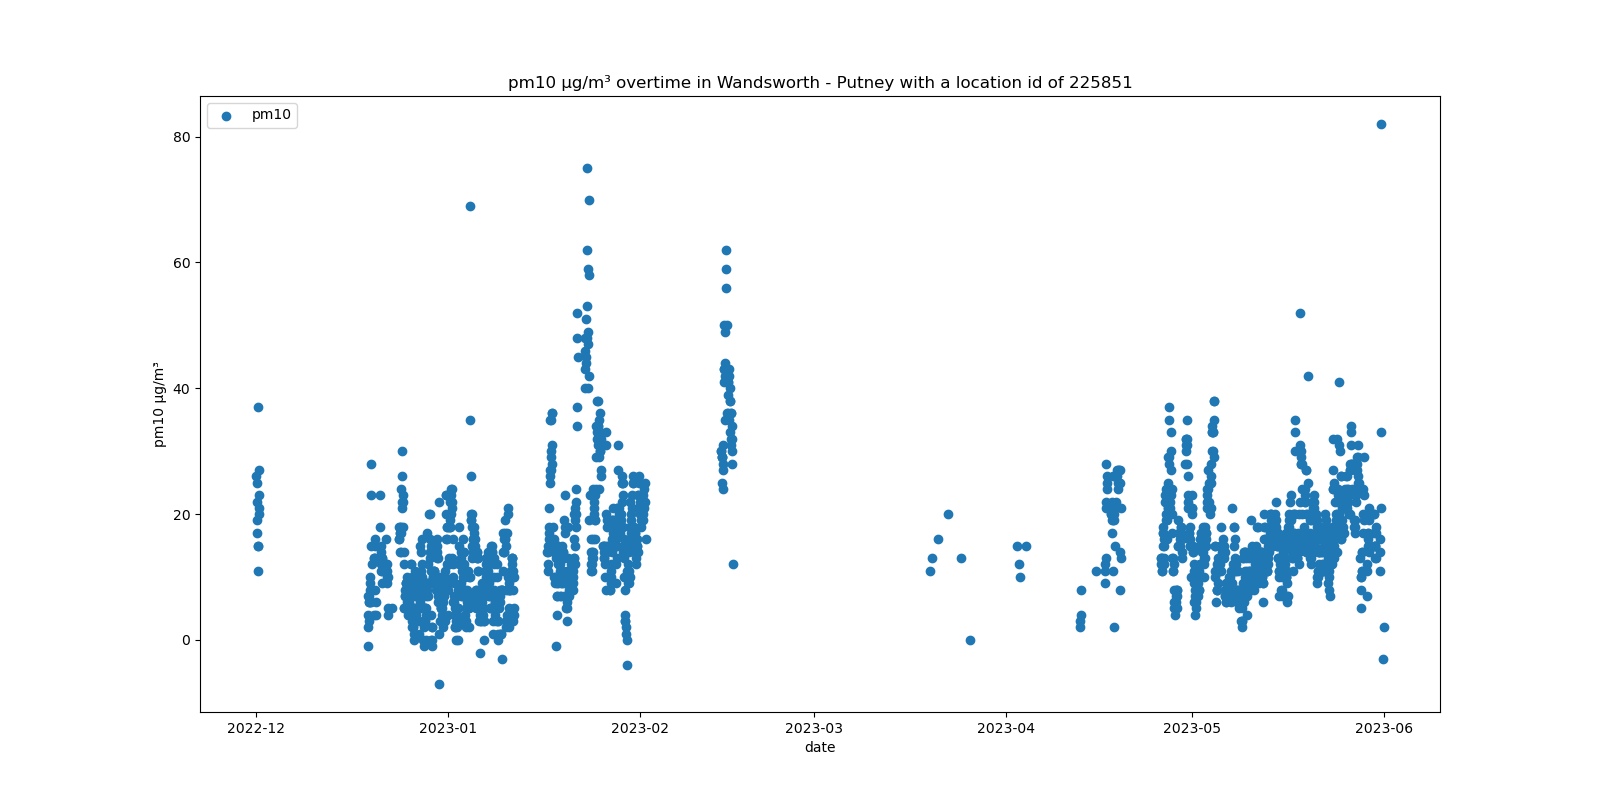 pm10 µg/m³ overtime in Wandsworth - Putney with a location id of 225851
pm10
80
60
40
20
0
pm10 µg/m³
2022-12 2023-01 2023-02 2023-03 2023-04 2023-05 2023-06
date